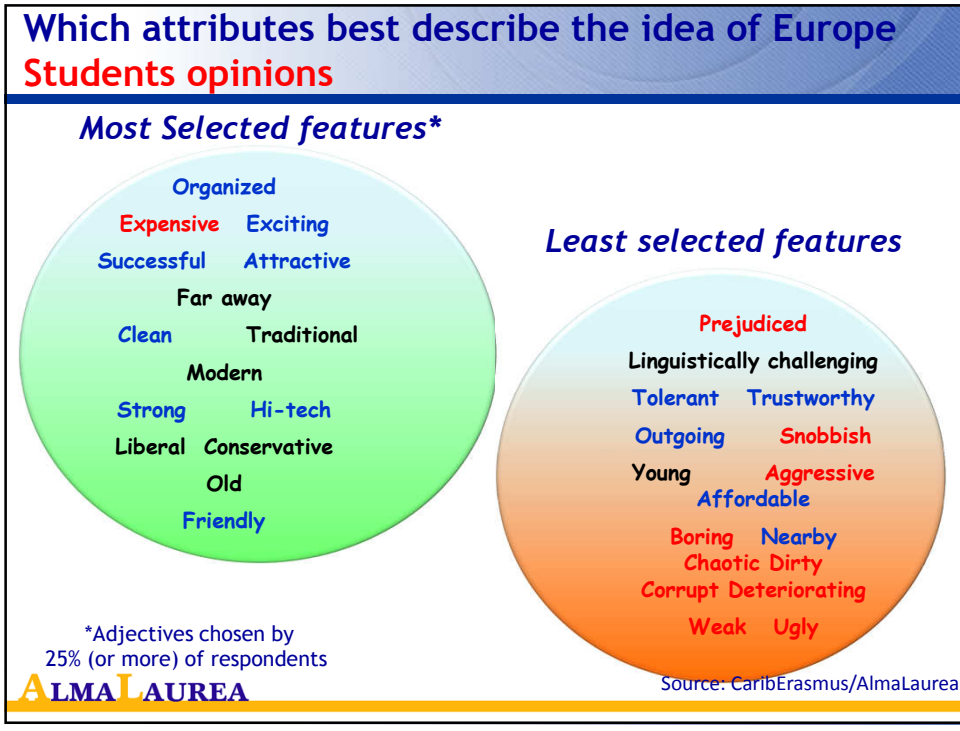 Which attributes best describe the idea of Europe
Students opinions
Most Selected features*
Organized
Expensive Exciting
Successful Attractive
Far away
Clean Traditional
Modern
Strong Hi-tech
Liberal Conservative
Old
Friendly
*Adjectives chosen by
25% (or more) of respondents
Least selected features
Prejudiced
Linguistically challenging
Tolerant Trustworthy
Outgoing Snobbish
Young Aggressive
Affordable
Boring Nearby
Chaotic Dirty
Corrupt Deteriorating
Weak Ugly
ALMALAUREA
Source: CaribErasmus/AlmaLaurea